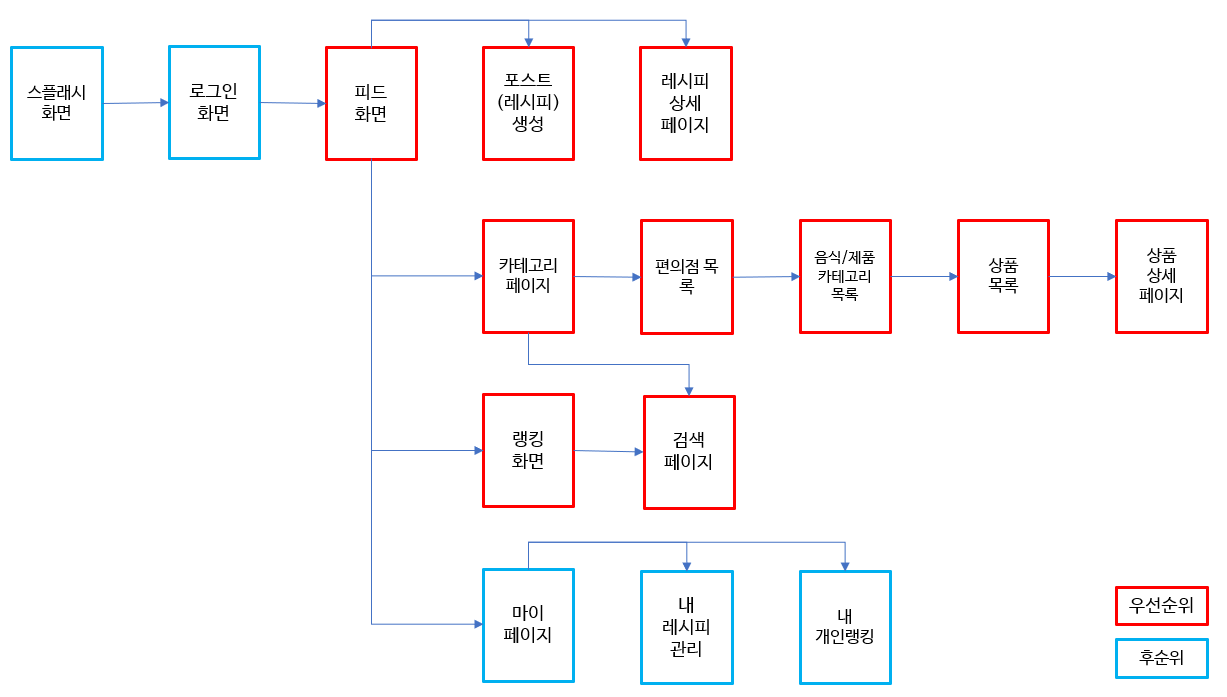 스플래시
화면
로그인
화면
피드
화면
포스트
(레시피)
생성
레시피
상세
페이지
카테고리
페이지
편의점 목
록
음식/제품
카테고리
목록
상품
목록
상품
상세
페이지
랭킹
화면
검색
페이지
마이
페이지
내
레시피
관리
내
개인랭킹
우선순위
후순위